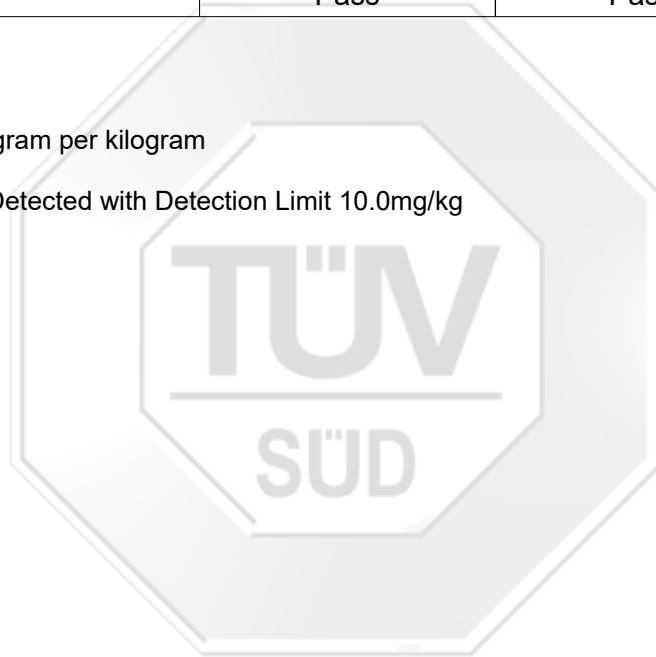 Pass
gram per kilogram
Detected with Detection Limit 10.0mg/kg
TÜV
SÜD